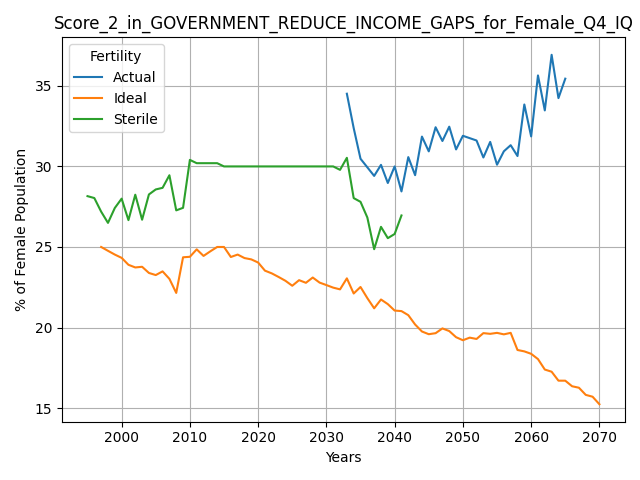 Score_2_in_GOVERNMENT_REDUCE_INCOME_GAPS_for_Female_Q4_IQ
Fertility
Actual
Ideal
Sterile
% of Female Population
35
30
25
20
15
2000
2010
2020
2030
2040
2050
2060
2070
Years